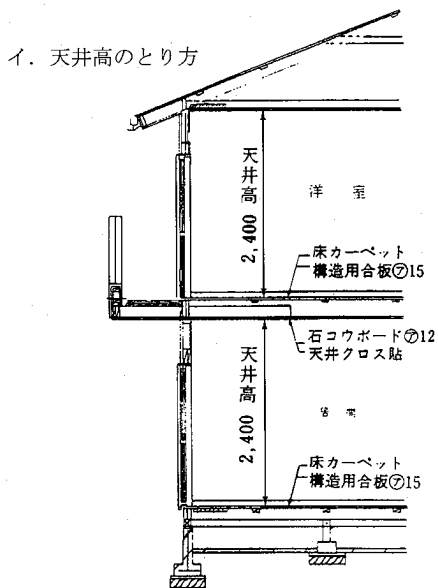 イ．天井高のとり方
天井高 2,400
洋室
床カーペット
構造用合板㋐15
石コウボード㋐12
天井クロス貼
天井高 2,400
床カーペット
構造用合板㋐15